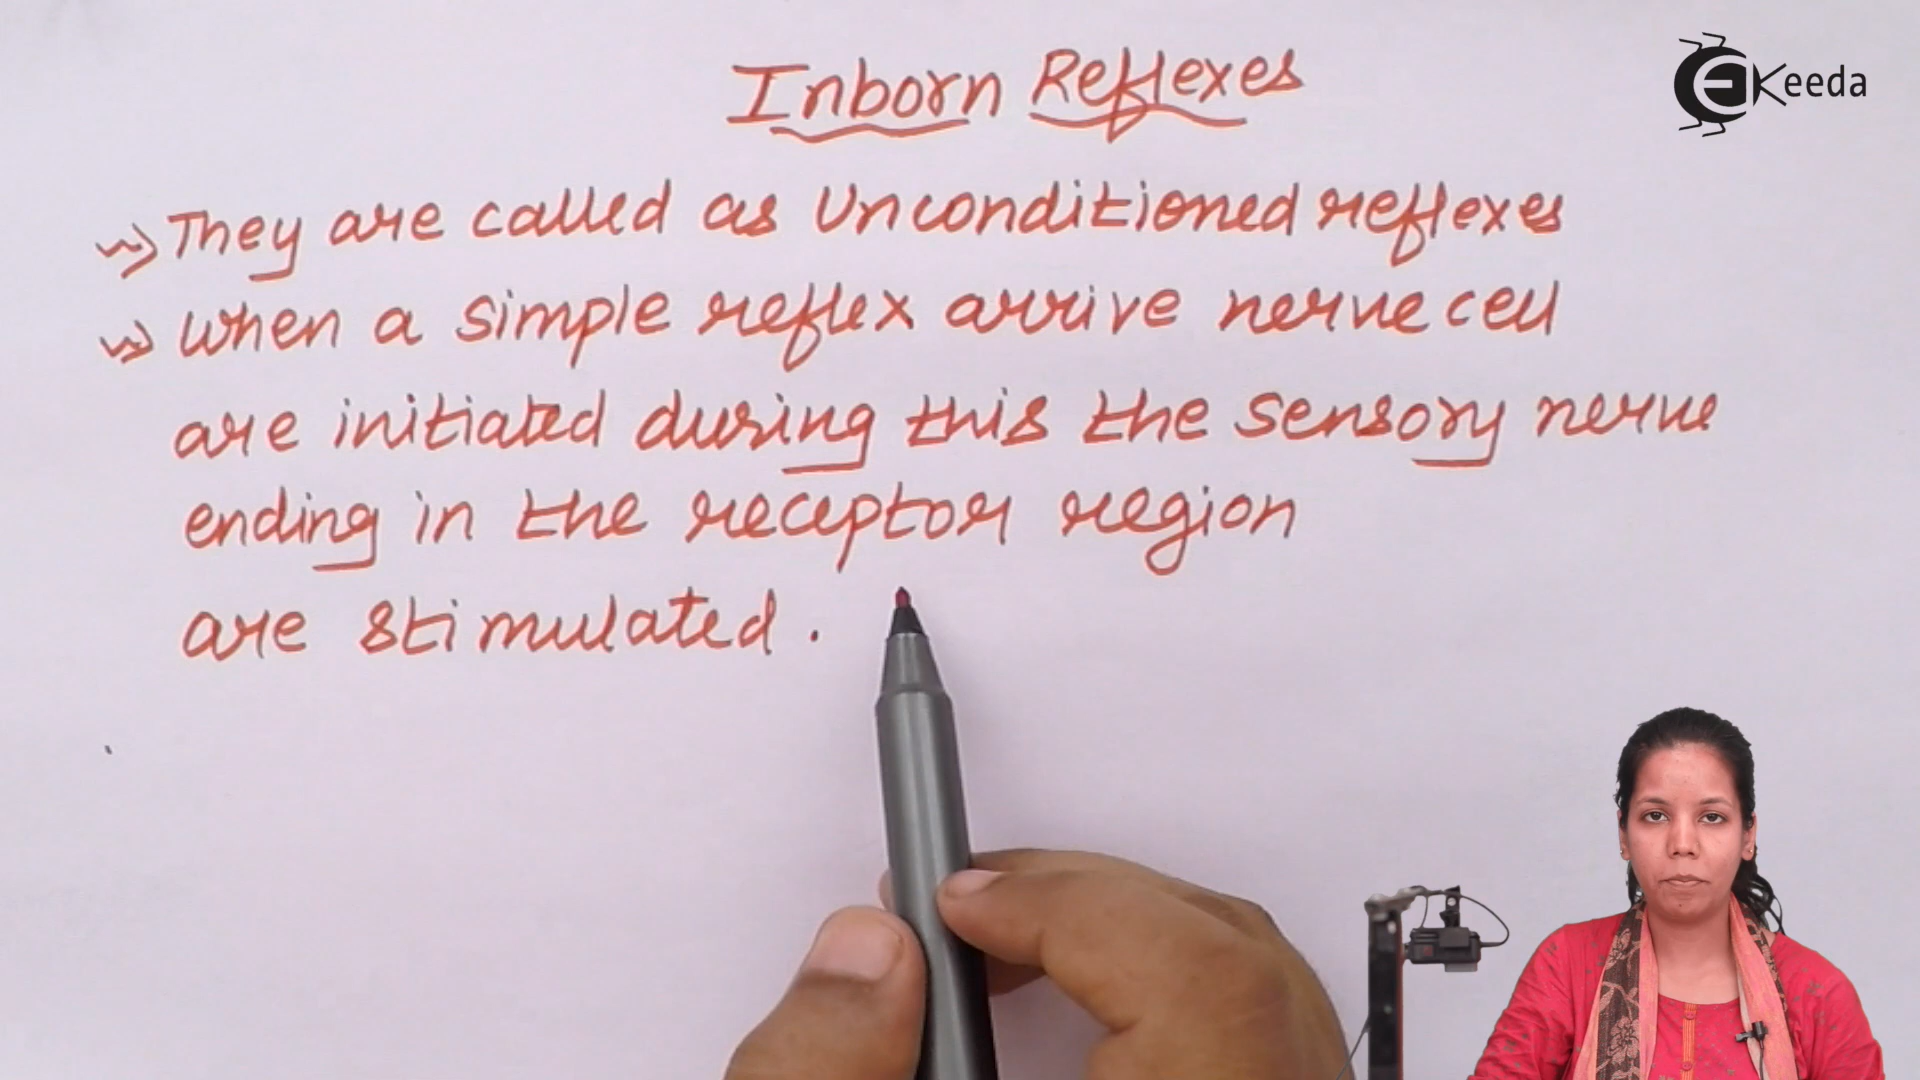 Inborn Reflexes
EKeeda
They are called as Unconditioned reflexes
When a simple reflex arrive nerve cell
are initiated during this the sensory nerve
ending in the receptor region
are stimulated.